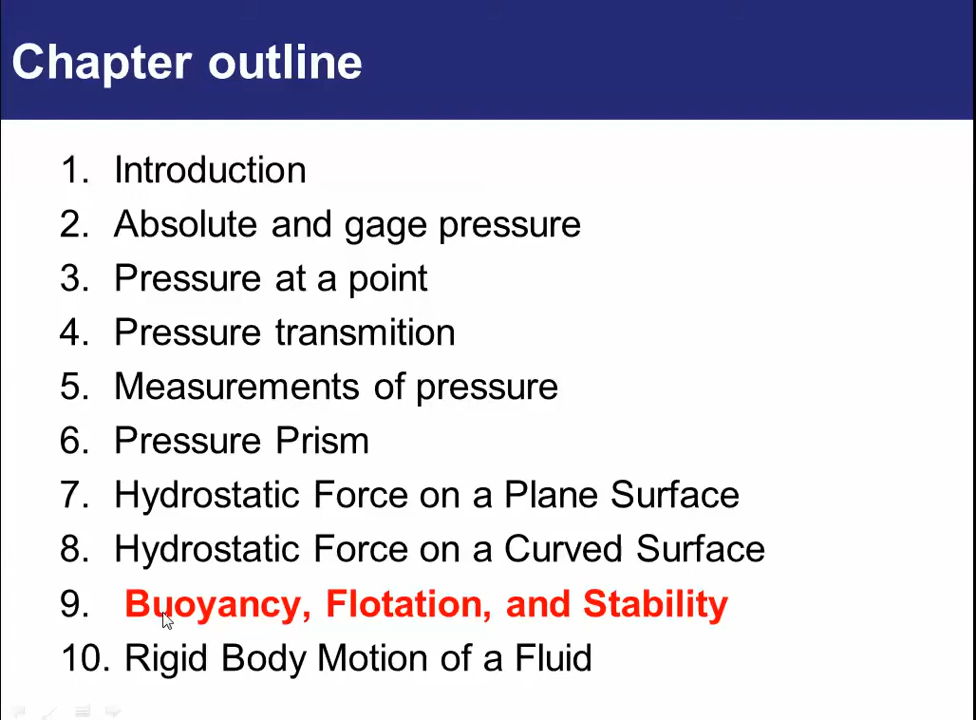 Chapter outline
1. Introduction
2. Absolute and gage pressure
3. Pressure at a point
4. Pressure transmition
5. Measurements of pressure
6. Pressure Prism
7. Hydrostatic Force on a Plane Surface
8. Hydrostatic Force on a Curved Surface
9. Buoyancy, Flotation, and Stability
10. Rigid Body Motion of a Fluid